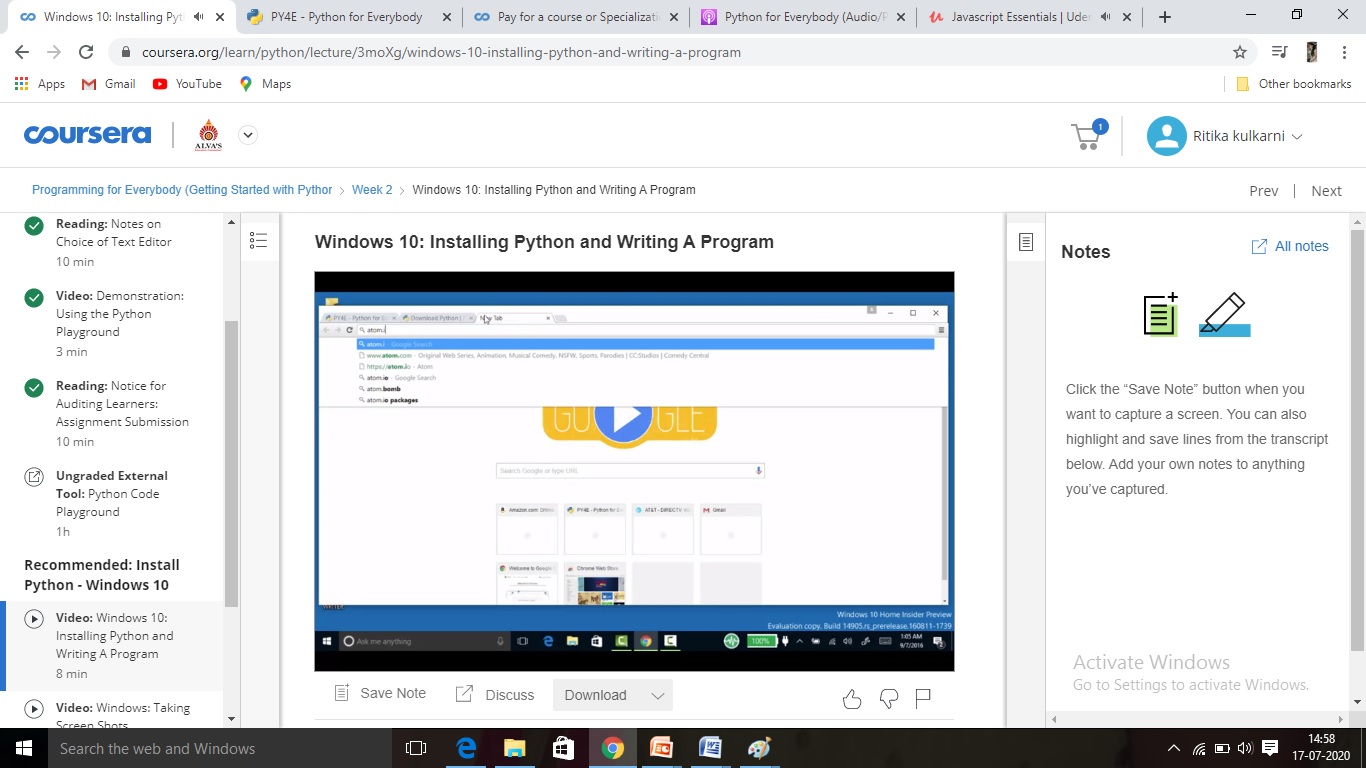 Windows 10: Installing Pyt
PY4E - Python for Everybody
Pay for a course or Specializati
Python for Everybody (Audio/P
Javascript Essentials | Uder
coursera.org/learn/python/lecture/3moXg/windows-10-installing-python-and-writing-a-program
Apps
Gmail
YouTube
Maps
Other bookmarks
coursera
ALVA'S
1
Ritika kulkarni
Programming for Everybody (Getting Started with Python
Week 2
Windows 10: Installing Python and Writing A Program
Prev | Next
Reading: Notes on
Choice of Text Editor
10 min
Video: Demonstration:
Using the Python
Playground
3 min
Reading: Notice for
Auditing Learners:
Assignment Submission
10 min
Ungraded External
Tool: Python Code
Playground
1h
Recommended: Install
Python - Windows 10
Video: Windows 10:
Installing Python and
Writing A Program
8 min
Video: Windows: Taking
Screen Shots
Windows 10: Installing Python and Writing A Program
PY4E - Python for E
Download Python |
New Tab
atom.i
atom.i - Google Search
www.atom.com - Original Web Series, Animation, Musical Comedy, NSFW, Sports, Parodies | CC:Studios | Comedy Central
https://atom.io - Atom
atom.io - Google Search
atom.bomb
atom.io packages
GO GLE
Search Google or type URL
Amazon.com: Online
PY4E - Python for E
AT&T - DIRECTV, W
Gmail
Welcome to Google
Chrome Web Store
WRITER
Windows 10 Home Insider Preview
Evaluation copy. Build 14905.rs_prerelease.160811-1739
Ask me anything
100%
1:05 AM
9/7/2016
Save Note
Discuss
Download
Notes
All notes
Click the “Save Note” button when you
want to capture a screen. You can also
highlight and save lines from the transcript
below. Add your own notes to anything
you’ve captured.
Activate Windows
Go to Settings to activate Windows.
Search the web and Windows
14:58
17-07-2020